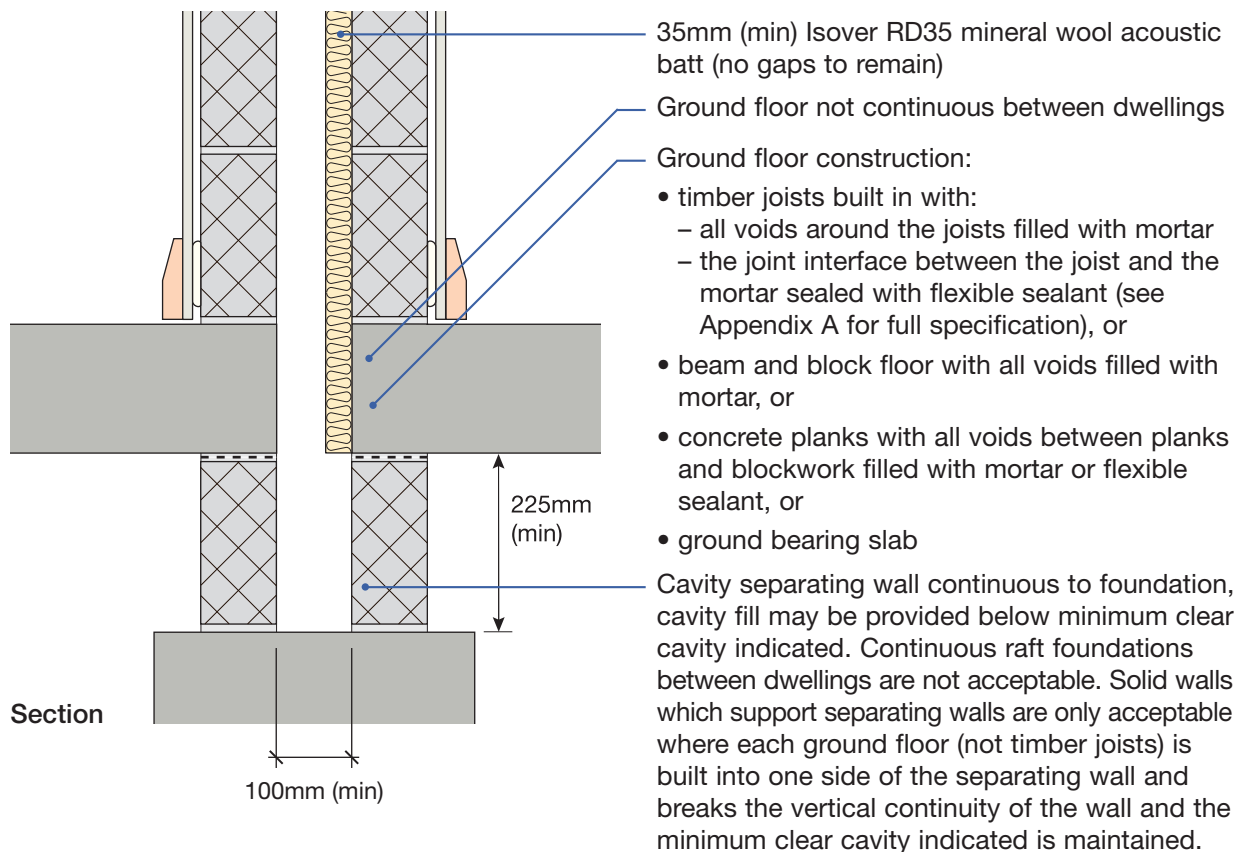 35mm (min) Isover RD35 mineral wool acoustic
batt (no gaps to remain)
Ground floor not continuous between dwellings
Ground floor construction:
• timber joists built in with:
– all voids around the joists filled with mortar
– the joint interface between the joist and the
mortar sealed with flexible sealant (see
Appendix A for full specification), or
• beam and block floor with all voids filled with
mortar, or
• concrete planks with all voids between planks
and blockwork filled with mortar or flexible
sealant, or
• ground bearing slab
Cavity separating wall continuous to foundation,
cavity fill may be provided below minimum clear
cavity indicated. Continuous raft foundations
between dwellings are not acceptable. Solid walls
which support separating walls are only acceptable
where each ground floor (not timber joists) is
built into one side of the separating wall and
breaks the vertical continuity of the wall and the
minimum clear cavity indicated is maintained.
225mm
(min)
Section
100mm (min)